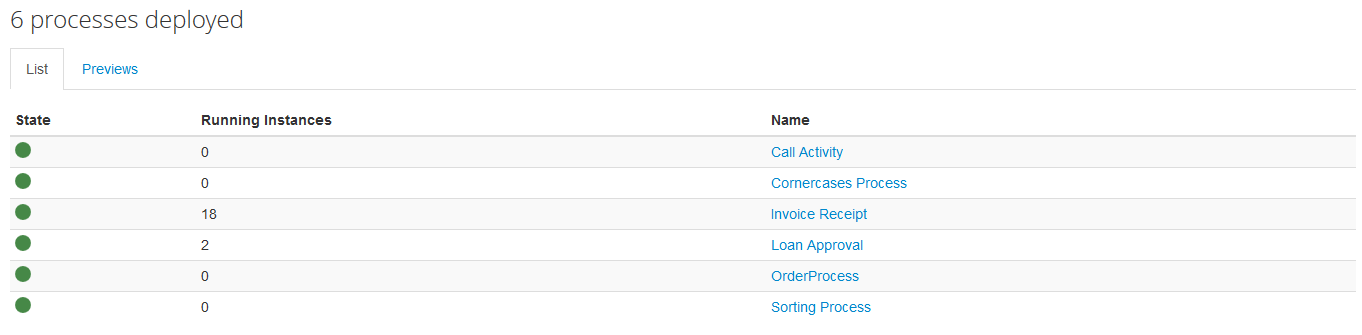 6 processes deployed
List Previews
State Running Instances Name
0 Call Activity
0 Cornercases Process
18 Invoice Receipt
2 Loan Approval
0 OrderProcess
0 Sorting Process